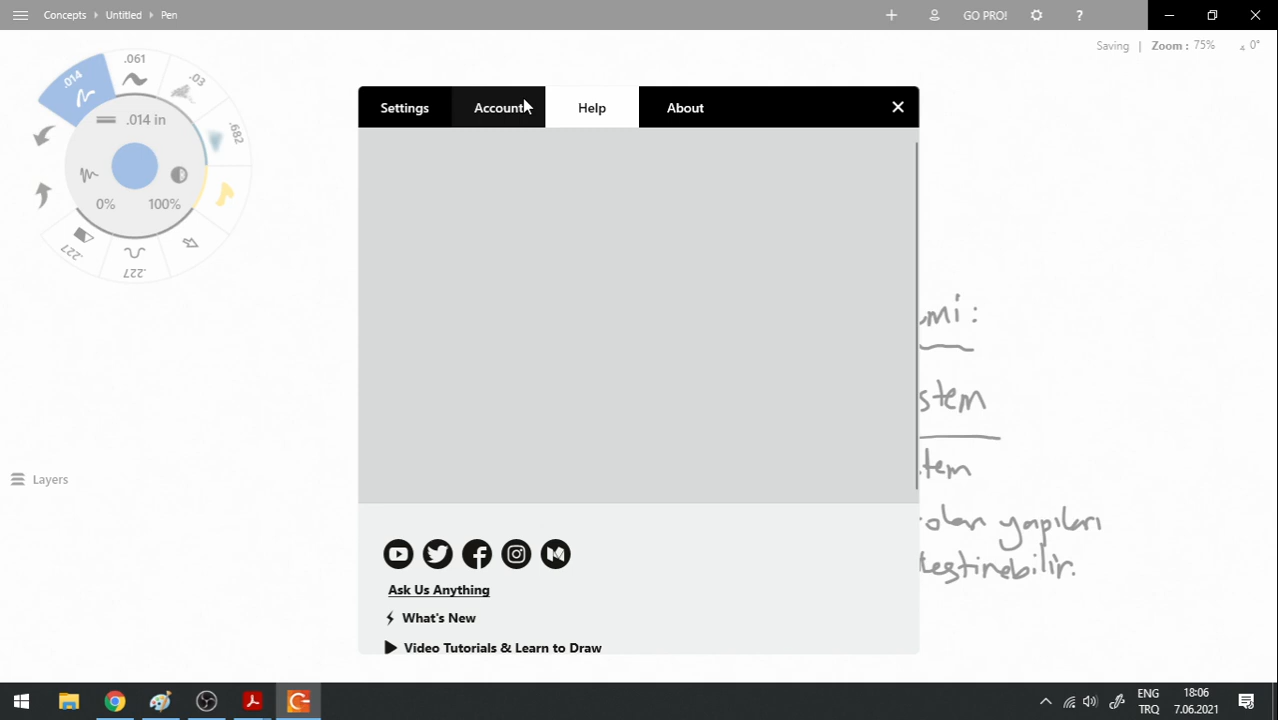 Concepts › Untitled › Pen
GO PRO!
?
Saving | Zoom : 75% 0°
.014
.061
.03
.682
.014 in
0% 100%
.227
.227
Layers
Settings Account Help About
Ask Us Anything
What's New
Video Tutorials & Learn to Draw
mi :
stem
tem
olan yapıları
leştirebilir.
ENG
TRQ
18:06
7.06.2021